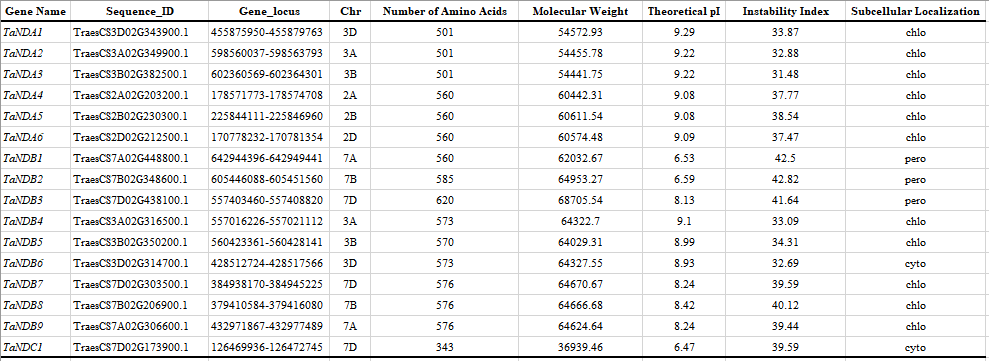 Gene Name Sequence_ID Gene_locus Chr Number of Amino Acids Molecular Weight Theoretical pI Instability Index Subcellular Localization
TaNDA1 TraesCS3D02G343900.1 455875950-455879763 3D 501 54572.93 9.29 33.87 chlo
TaNDA2 TraesCS3A02G349900.1 598560037-598563793 3A 501 54455.78 9.22 32.88 chlo
TaNDA3 TraesCS3B02G382500.1 602360569-602364301 3B 501 54441.75 9.22 31.48 chlo
TaNDA4 TraesCS2A02G203200.1 178571773-178574708 2A 560 60442.31 9.08 37.77 chlo
TaNDA5 TraesCS2B02G230300.1 225844111-225846960 2B 560 60611.54 9.08 38.54 chlo
TaNDA6 TraesCS2D02G212500.1 170778232-170781354 2D 560 60574.48 9.09 37.47 chlo
TaNDB1 TraesCS7A02G448800.1 642944396-642949441 7A 560 62032.67 6.53 42.5 pero
TaNDB2 TraesCS7B02G348600.1 605446088-605451560 7B 585 64953.27 6.59 42.82 pero
TaNDB3 TraesCS7D02G438100.1 557403460-557408820 7D 620 68705.54 8.13 41.64 pero
TaNDB4 TraesCS3A02G316500.1 557016226-557021112 3A 573 64322.7 9.1 33.09 chlo
TaNDB5 TraesCS3B02G350200.1 560423361-560428141 3B 570 64029.31 8.99 34.31 chlo
TaNDB6 TraesCS3D02G314700.1 428512724-428517566 3D 573 64327.55 8.93 32.69 cyto
TaNDB7 TraesCS7D02G303500.1 384938170-384945225 7D 576 64670.67 8.24 39.59 chlo
TaNDB8 TraesCS7B02G206900.1 379410584-379416080 7B 576 64666.68 8.42 40.12 chlo
TaNDB9 TraesCS7A02G306600.1 432971867-432977489 7A 576 64624.64 8.24 39.44 chlo
TaNDC1 TraesCS7D02G173900.1 126469936-126472745 7D 343 36939.46 6.47 39.59 cyto